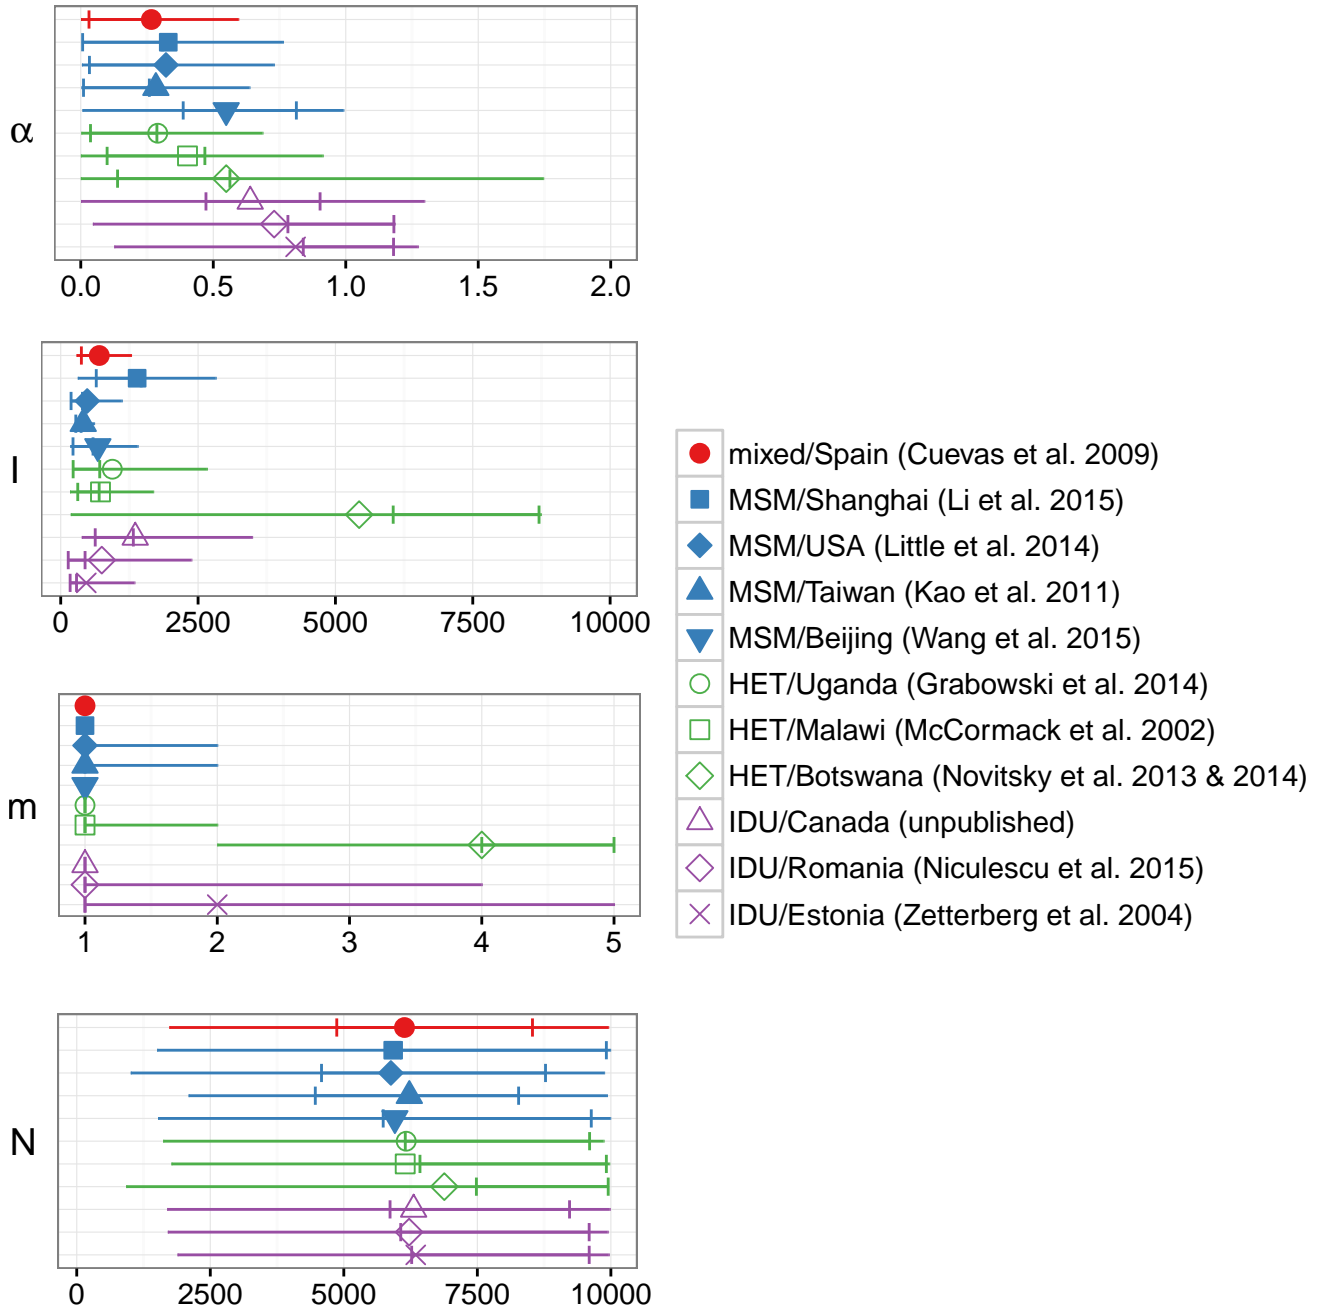 α
0.0 0.5 1.0 1.5 2.0
I
0 2500 5000 7500 10000
m
1 2 3 4 5
N
0 2500 5000 7500 10000
mixed/Spain (Cuevas et al. 2009)
MSM/Shanghai (Li et al. 2015)
MSM/USA (Little et al. 2014)
MSM/Taiwan (Kao et al. 2011)
MSM/Beijing (Wang et al. 2015)
HET/Uganda (Grabowski et al. 2014)
HET/Malawi (McCormack et al. 2002)
HET/Botswana (Novitsky et al. 2013 & 2014)
IDU/Canada (unpublished)
IDU/Romania (Niculescu et al. 2015)
IDU/Estonia (Zetterberg et al. 2004)